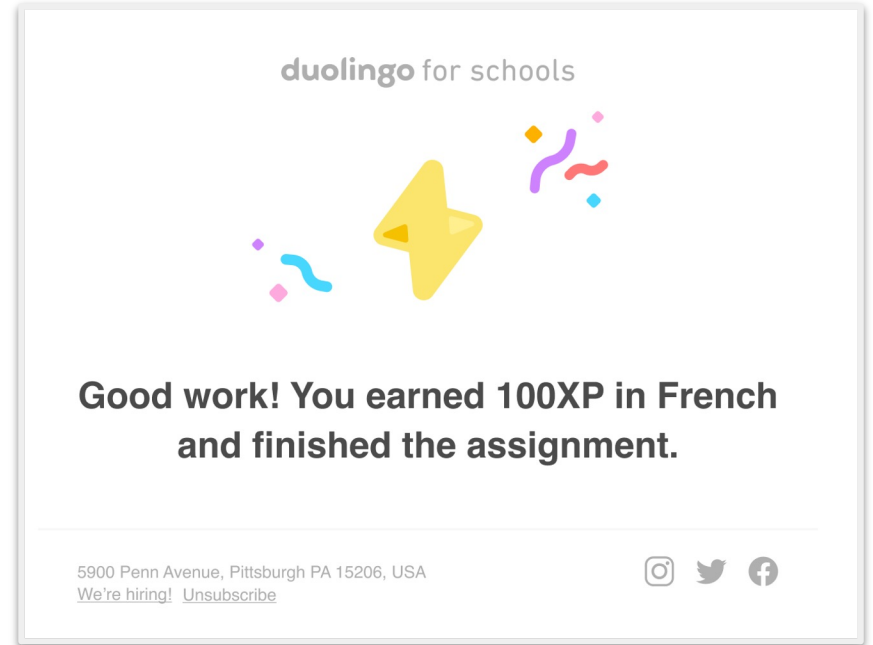 duolingo for schools
Good work! You earned 100XP in French
and finished the assignment.
5900 Penn Avenue, Pittsburgh PA 15206, USA
We're hiring! Unsubscribe